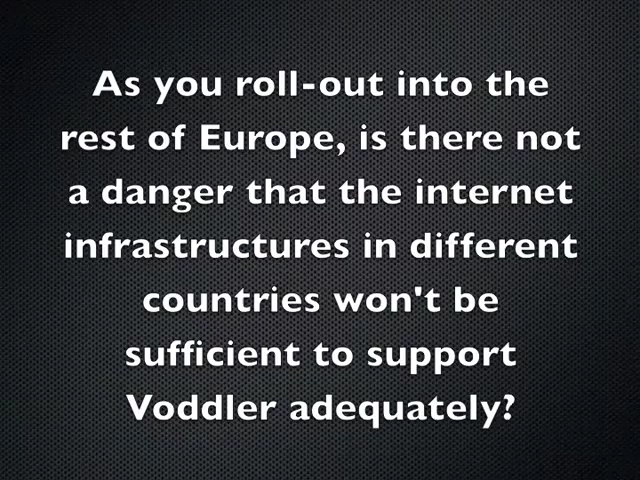 As you roll-out into the
rest of Europe, is there not
a danger that the internet
infrastructures in different
countries won't be
sufficient to support
Voddler adequately?